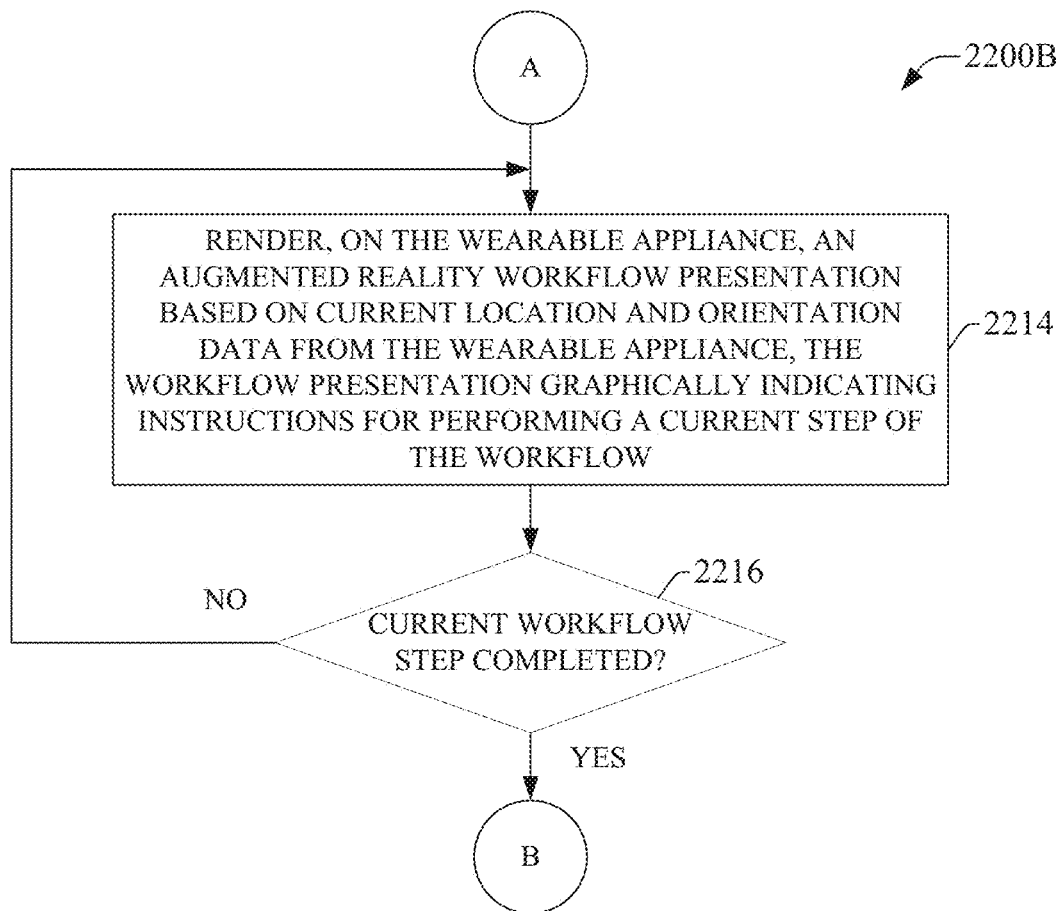 A
2200B
RENDER, ON THE WEARABLE APPLIANCE, AN
AUGMENTED REALITY WORKFLOW PRESENTATION
BASED ON CURRENT LOCATION AND ORIENTATION
DATA FROM THE WEARABLE APPLIANCE, THE
WORKFLOW PRESENTATION GRAPHICALLY INDICATING
INSTRUCTIONS FOR PERFORMING A CURRENT STEP OF
THE WORKFLOW
2214
2216
NO
CURRENT WORKFLOW
STEP COMPLETED?
YES
B